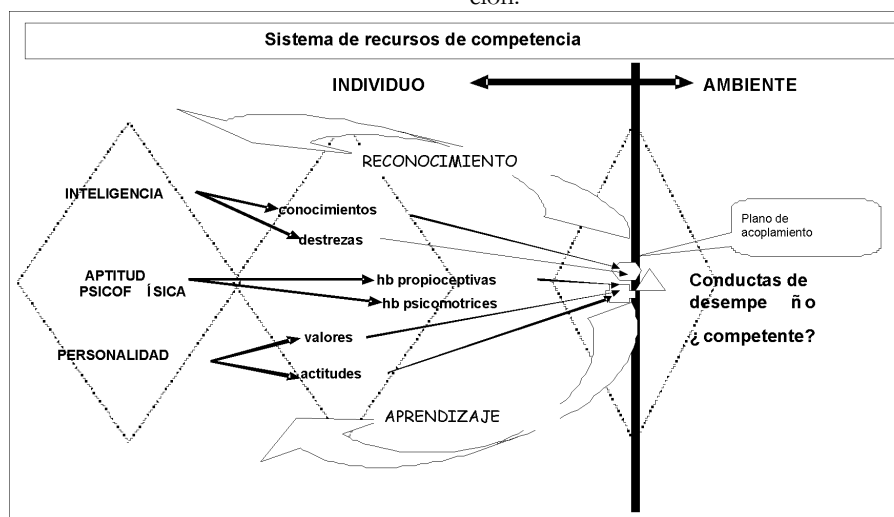 ción.
Sistema de recursos de competencia
INDIVIDUO
AMBIENTE
RECONOCIMIENTO
INTELIGENCIA
conocimientos
destrezas
Plano de
acoplamiento
APTITUD
PSICOF ÍSICA
hb propioceptivas
hb psicomotrices
Conductas de
desempe ño
¿competente?
valores
PERSONALIDAD
actitudes
APRENDIZAJE